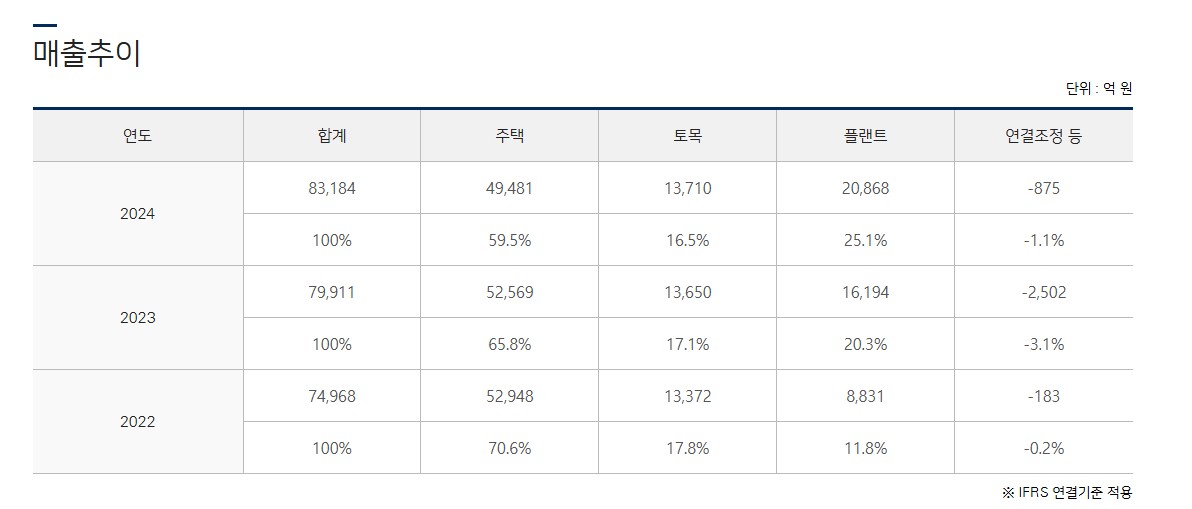 매출추이
단위 : 억 원
연도 합계 주택 토목 플랜트 연결조정 등
2024 83,184 49,481 13,710 20,868 -875
100% 59.5% 16.5% 25.1% -1.1%
2023 79,911 52,569 13,650 16,194 -2,502
100% 65.8% 17.1% 20.3% -3.1%
2022 74,968 52,948 13,372 8,831 -183
100% 70.6% 17.8% 11.8% -0.2%
※ IFRS 연결기준 적용